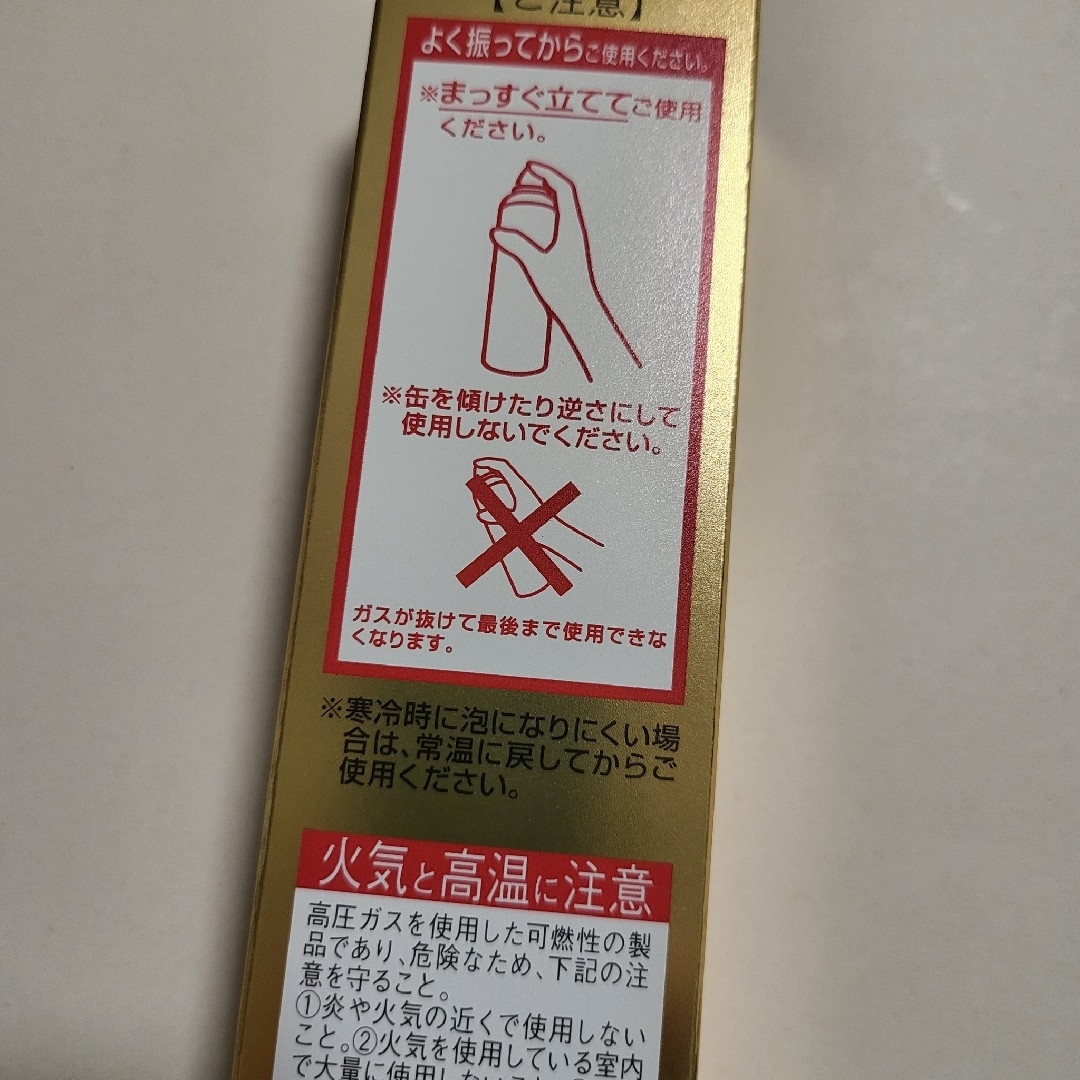 【ご注意】
よく振ってからご使用ください。
※まっすぐ立ててご使用
ください。
※缶を傾けたり逆さにして
使用しないでください。
ガスが抜けて最後まで使用できな
くなります。
※寒冷時に泡になりにくい場
合は、常温に戻してからご
使用ください。
火気と高温に注意
高圧ガスを使用した可燃性の製
品であり、危険なため、下記の注
意を守ること。
①炎や火気の近くで使用しない
こと。②火気を使用している室内
で大量に使用しないこと。